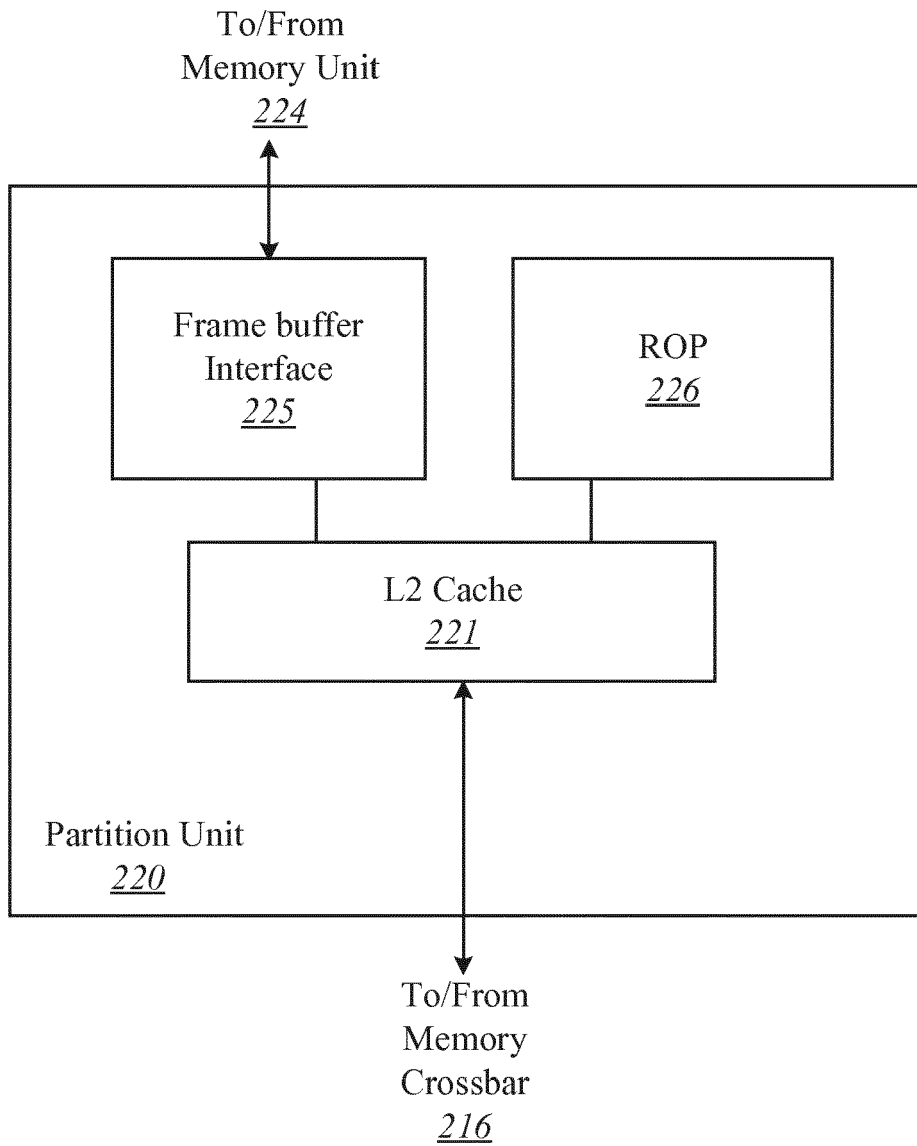 To/From
Memory Unit
224
Frame buffer
Interface
225
ROP
226
L2 Cache
221
Partition Unit
220
To/From
Memory
Crossbar
216